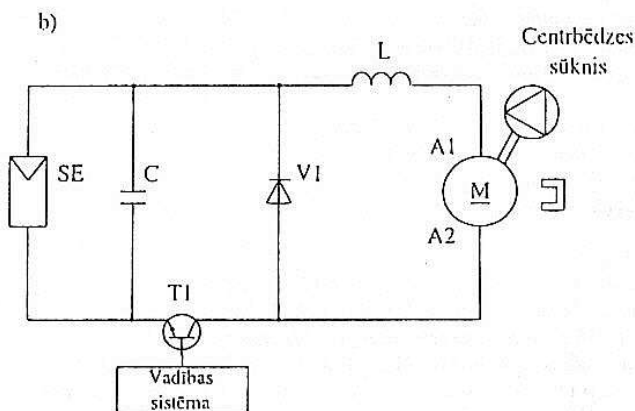 b)
L
Centrbēdzes
sūknis
SE
C
V1
A1
M
A2
T1
Vadības
sistēma